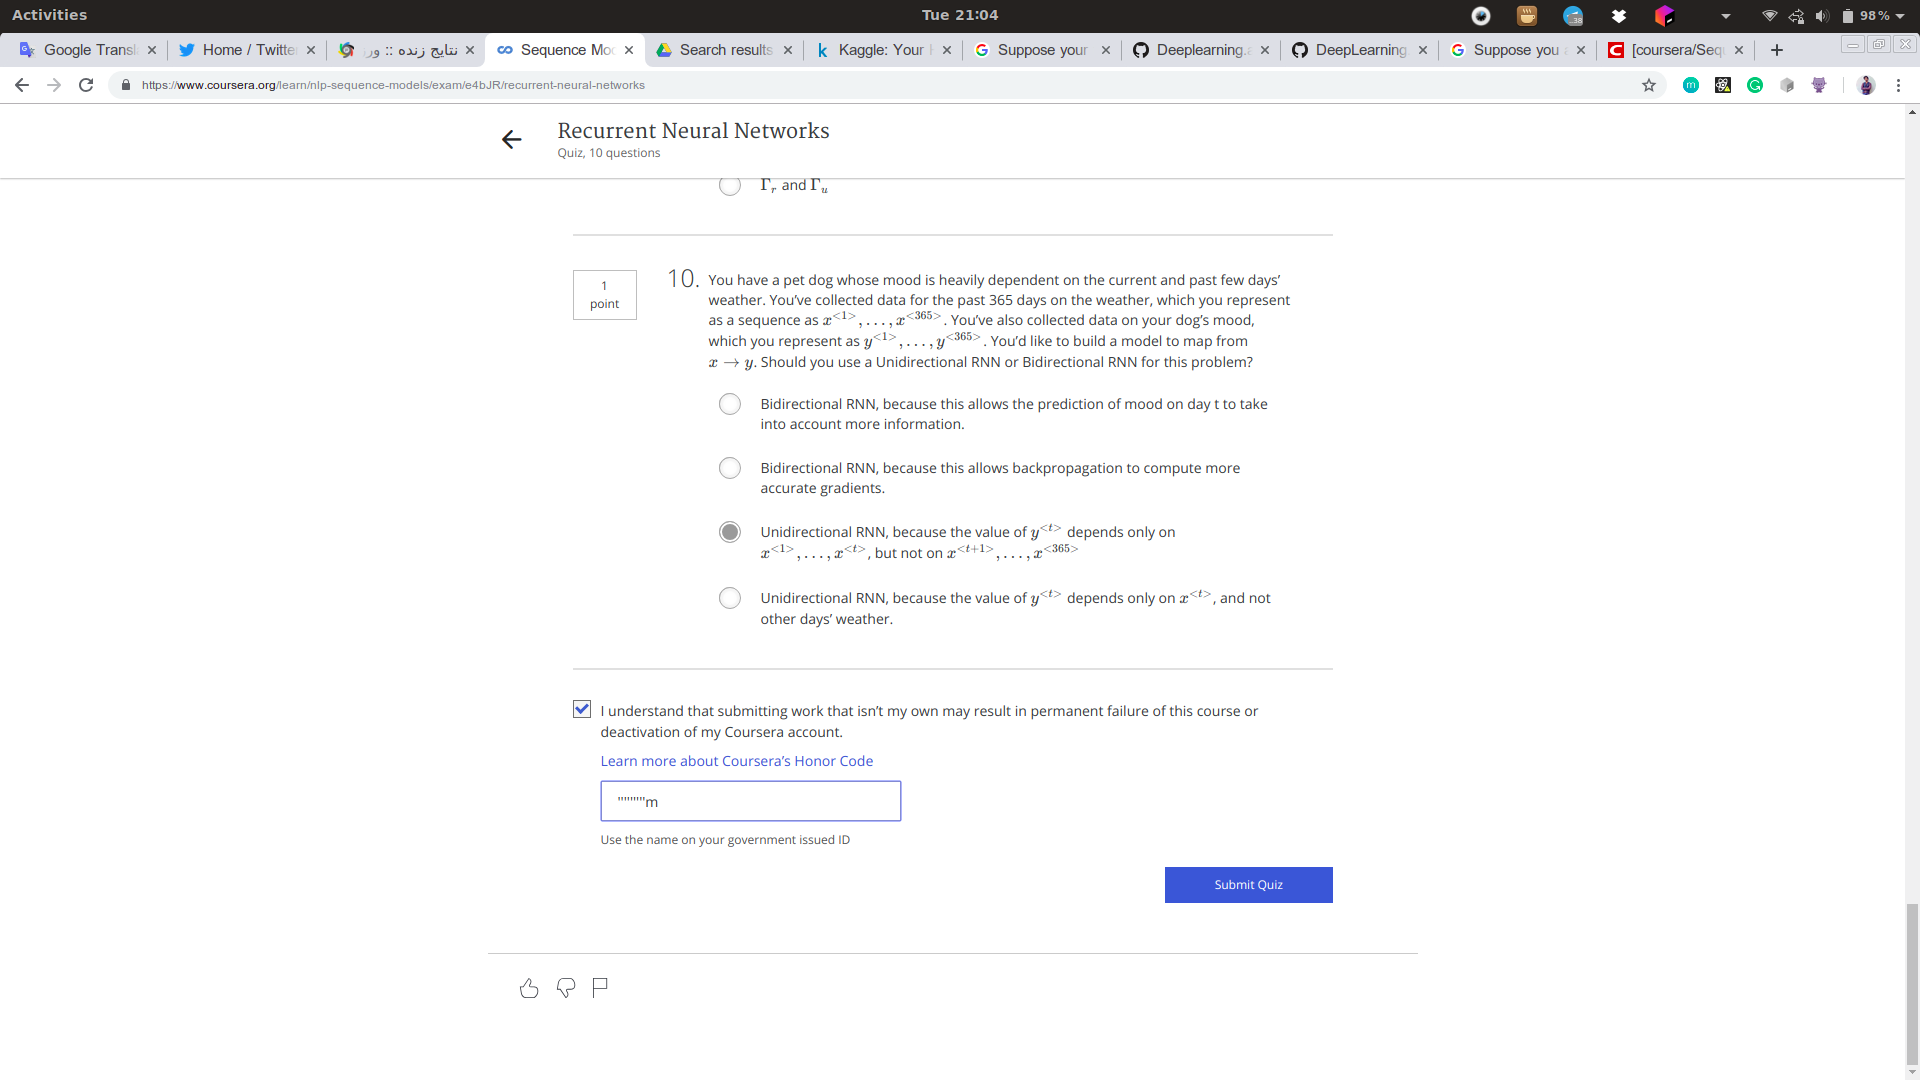 Activities
Tue 21:04
38
98 %
Google Transl
Home / Twitter
نتایج زنده :: ور
Sequence Mo
Search results
Kaggle: Your
Suppose your
Deeplearning.
DeepLearning.
Suppose you
[coursera/Seq
https://www.coursera.org/learn/nlp-sequence-models/exam/e4bJR/recurrent-neural-networks
Recurrent Neural Networks
Quiz, 10 questions
Γr and Γu
1
point
10. You have a pet dog whose mood is heavily dependent on the current and past few days'
weather. You've collected data for the past 365 days on the weather, which you represent
as a sequence as x<1>, . . . , x<365>. You've also collected data on your dog's mood,
which you represent as y<1>, . . . , y<365>. You'd like to build a model to map from
x → y. Should you use a Unidirectional RNN or Bidirectional RNN for this problem?
Bidirectional RNN, because this allows the prediction of mood on day t to take
into account more information.
Bidirectional RNN, because this allows backpropagation to compute more
accurate gradients.
Unidirectional RNN, because the value of y<t> depends only on
x<1>, . . . , x<t>, but not on x<t+1>, . . . , x<365>
Unidirectional RNN, because the value of y<t> depends only on x<t>, and not
other days' weather.
I understand that submitting work that isn't my own may result in permanent failure of this course or
deactivation of my Coursera account.
Learn more about Coursera's Honor Code
'''''''''m
Use the name on your government issued ID
Submit Quiz